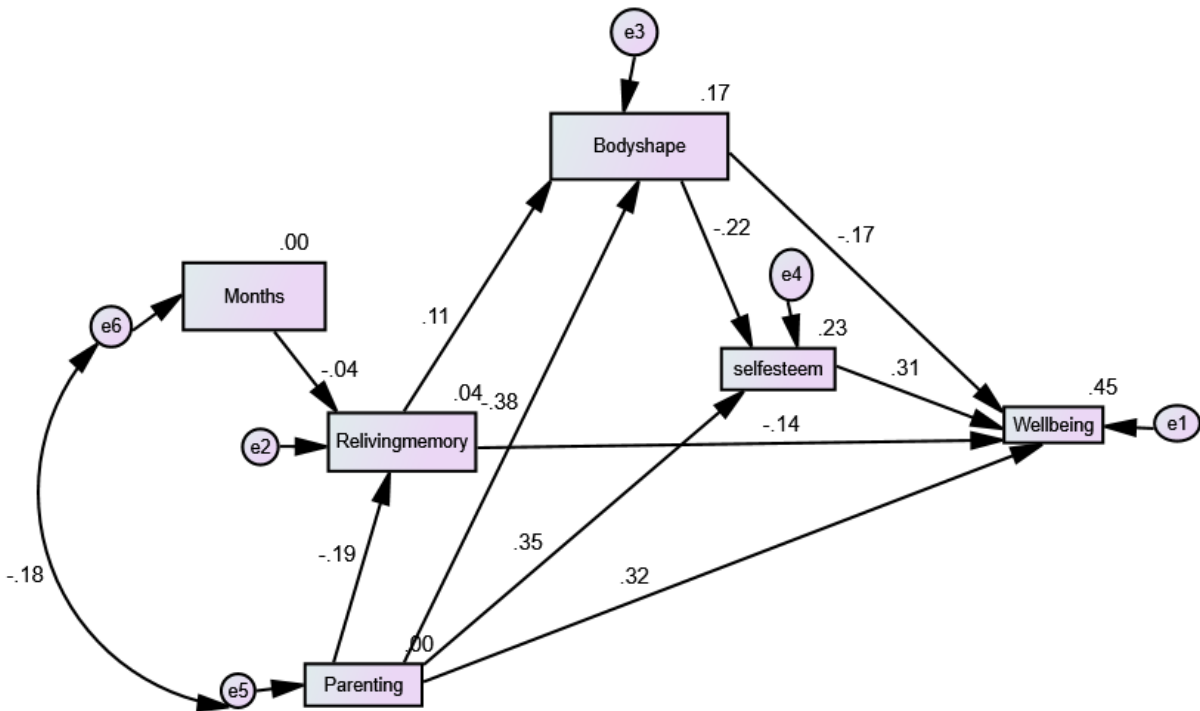 e3
.17
Bodyshape
-.22
-.17
.00
e4
Months
e6
.11
.23
-.04
selfesteem
.31
.04
-.38
.45
Relivingmemory
-.14
Wellbeing
e1
e2
-.19
.35
-.18
.32
.00
e5
Parenting